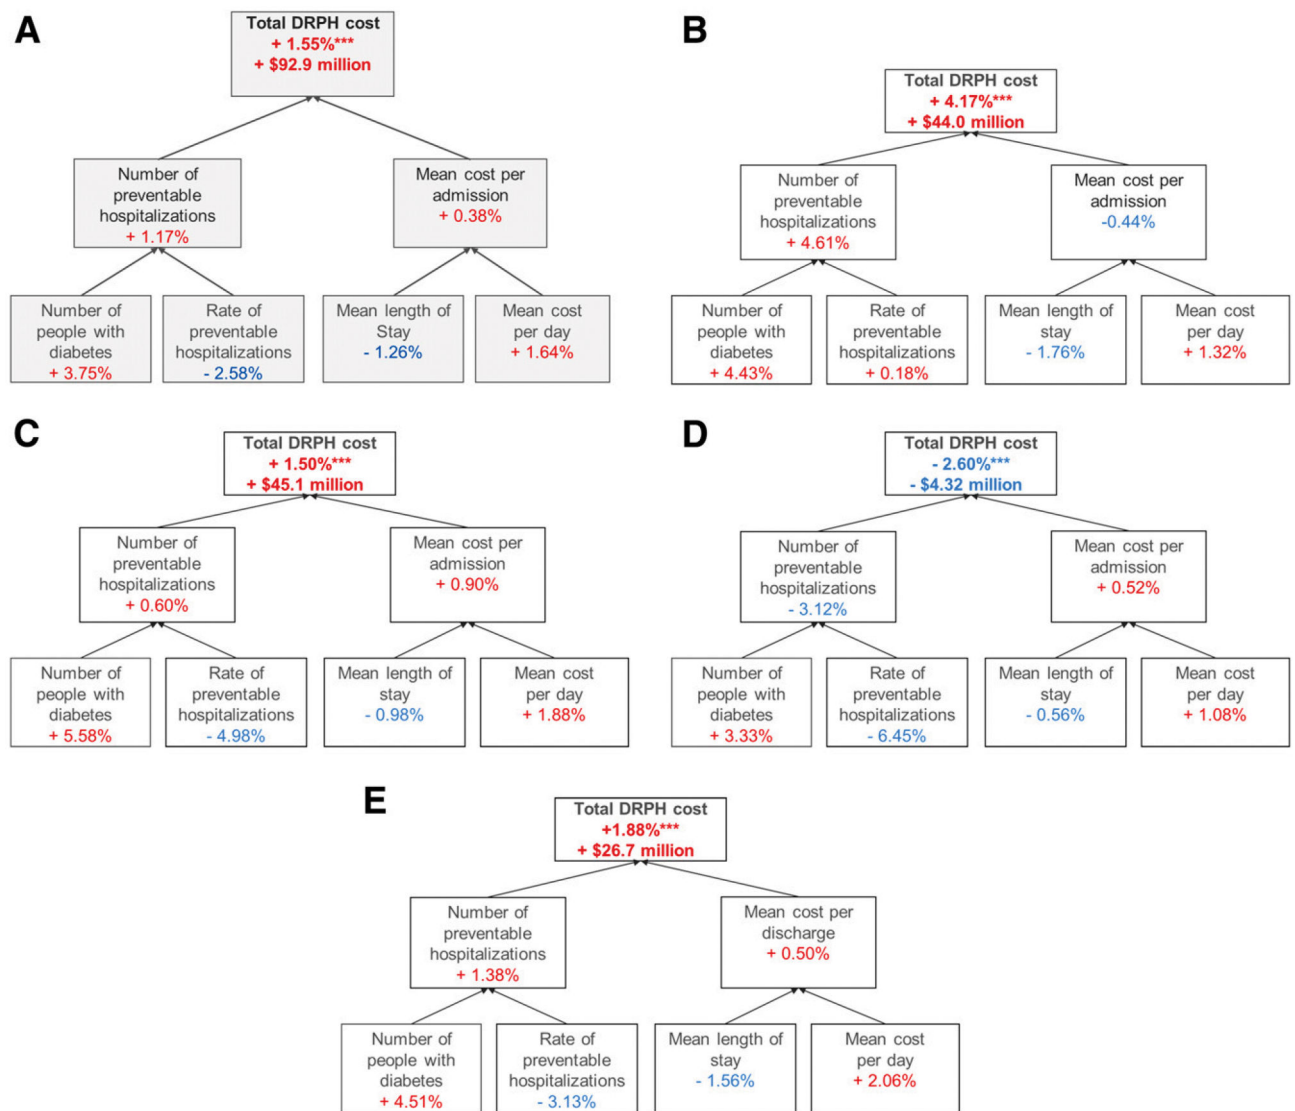 A
Total DRPH cost
+ 1.55%***
+ $92.9 million
Number of
preventable
hospitalizations
+ 1.17%
Mean cost per
admission
+ 0.38%
Number of
people with
diabetes
+ 3.75%
Rate of
preventable
hospitalizations
- 2.58%
Mean length of
Stay
- 1.26%
Mean cost
per day
+ 1.64%
B
Total DRPH cost
+ 4.17%***
+ $44.0 million
Number of
preventable
hospitalizations
+ 4.61%
Mean cost per
admission
-0.44%
Number of
people with
diabetes
+ 4.43%
Rate of
preventable
hospitalizations
+ 0.18%
Mean length of
stay
- 1.76%
Mean cost
per day
+ 1.32%
C
Total DRPH cost
+ 1.50%***
+ $45.1 million
Number of
preventable
hospitalizations
+ 0.60%
Mean cost per
admission
+ 0.90%
Number of
people with
diabetes
+ 5.58%
Rate of
preventable
hospitalizations
- 4.98%
Mean length of
stay
- 0.98%
Mean cost
per day
+ 1.88%
D
Total DRPH cost
- 2.60%***
- $4.32 million
Number of
preventable
hospitalizations
- 3.12%
Mean cost per
admission
+ 0.52%
Number of
people with
diabetes
+ 3.33%
Rate of
preventable
hospitalizations
- 6.45%
Mean length of
stay
- 0.56%
Mean cost
per day
+ 1.08%
E
Total DRPH cost
+1.88%***
+ $26.7 million
Number of
preventable
hospitalizations
+ 1.38%
Mean cost per
discharge
+ 0.50%
Number of
people with
diabetes
+ 4.51%
Rate of
preventable
hospitalizations
- 3.13%
Mean length of
stay
- 1.56%
Mean cost
per day
+ 2.06%